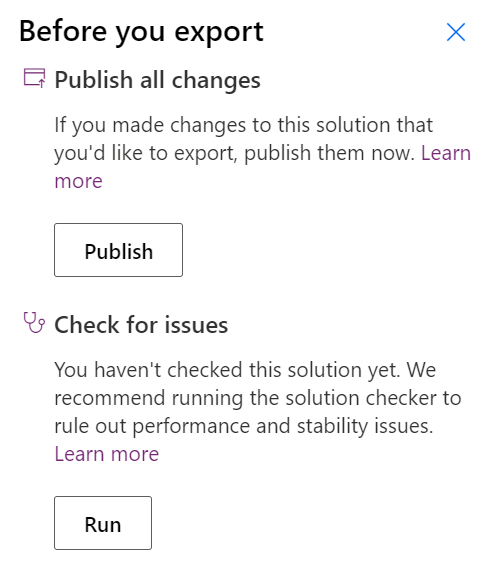 Before you export
Publish all changes
If you made changes to this solution that
you'd like to export, publish them now. Learn
more
Publish
Check for issues
You haven't checked this solution yet. We
recommend running the solution checker to
rule out performance and stability issues.
Learn more
Run